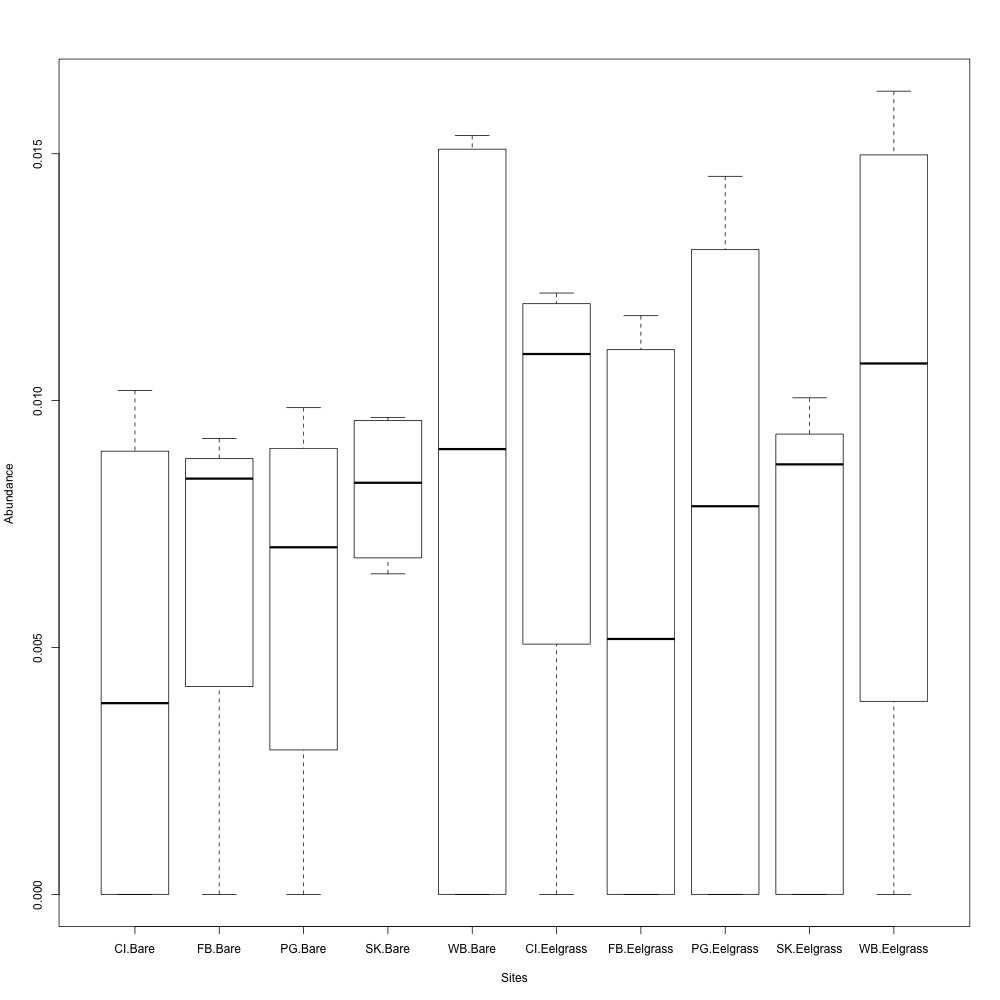 Abundance
0.015
0.010
0.005
0.000
CI.Bare FB.Bare PG.Bare SK.Bare WB.Bare CI.Eelgrass FB.Eelgrass PG.Eelgrass SK.Eelgrass WB.Eelgrass
Sites